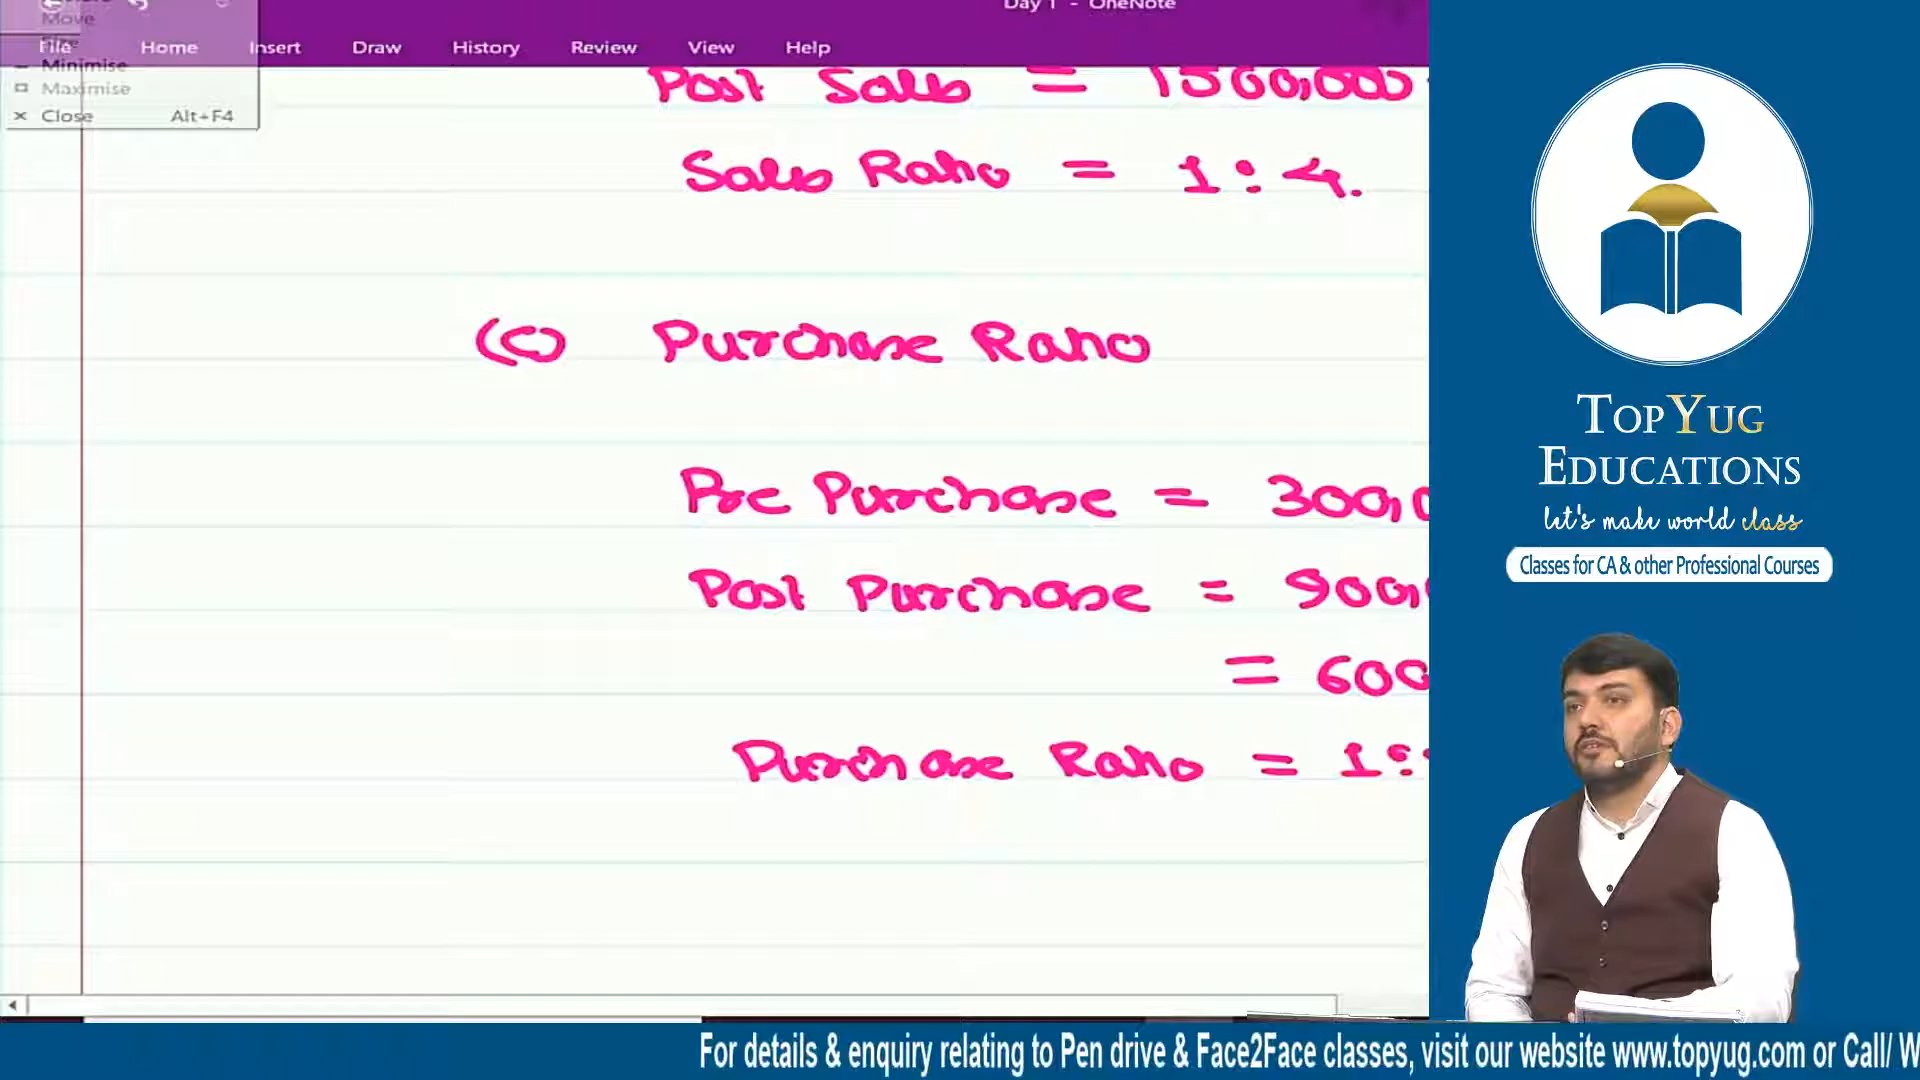 Day 1 - OneNote
Move
File Home Insert Draw History Review View Help
Minimise
Maximise
Close Alt+F4
Post Sales =
Sales Ratio = 1:4.
(c) Purchase Ratio
Pre Purchase = 300,0
Post Purchase = 900,
= 600
Purchase Ratio = 1:
TOPYUG
EDUCATIONS
let's make world class
Classes for CA & other Professional Courses
For details & enquiry relating to Pen drive & Face2Face classes, visit our website www.topyug.com or Call/ W